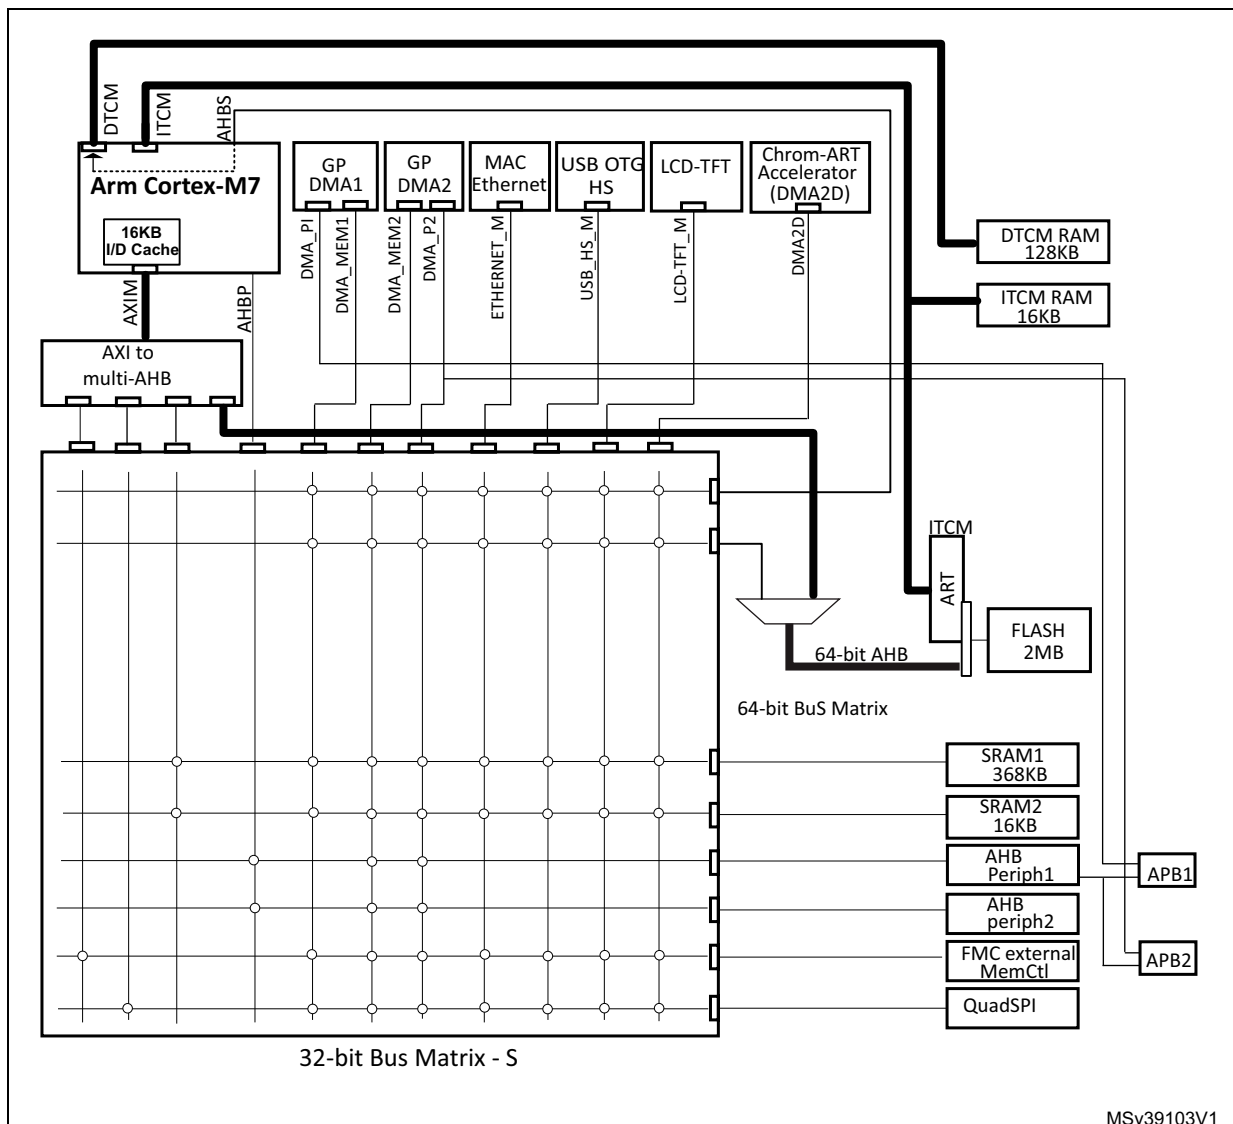 DTCM
ITCM
AHBS
Arm Cortex-M7
16KB
I/D Cache
AXIM
AHBP
GP
DMA1
GP
DMA2
MAC
Ethernet
USB OTG
HS
LCD-TFT
Chrom-ART
Accelerator
(DMA2D)
DMA_PI
DMA_MEM1
DMA_MEM2
DMA_P2
ETHERNET_M
USB_HS_M
LCD-TFT_M
DMA2D
DTCM RAM
128KB
ITCM RAM
16KB
AXI to
multi-AHB
ITCM
ART
FLASH
2MB
64-bit AHB
64-bit BuS Matrix
SRAM1
368KB
SRAM2
16KB
AHB
Periph1
APB1
AHB
periph2
FMC external
MemCtl
APB2
QuadSPI
32-bit Bus Matrix - S
MSv39103V1